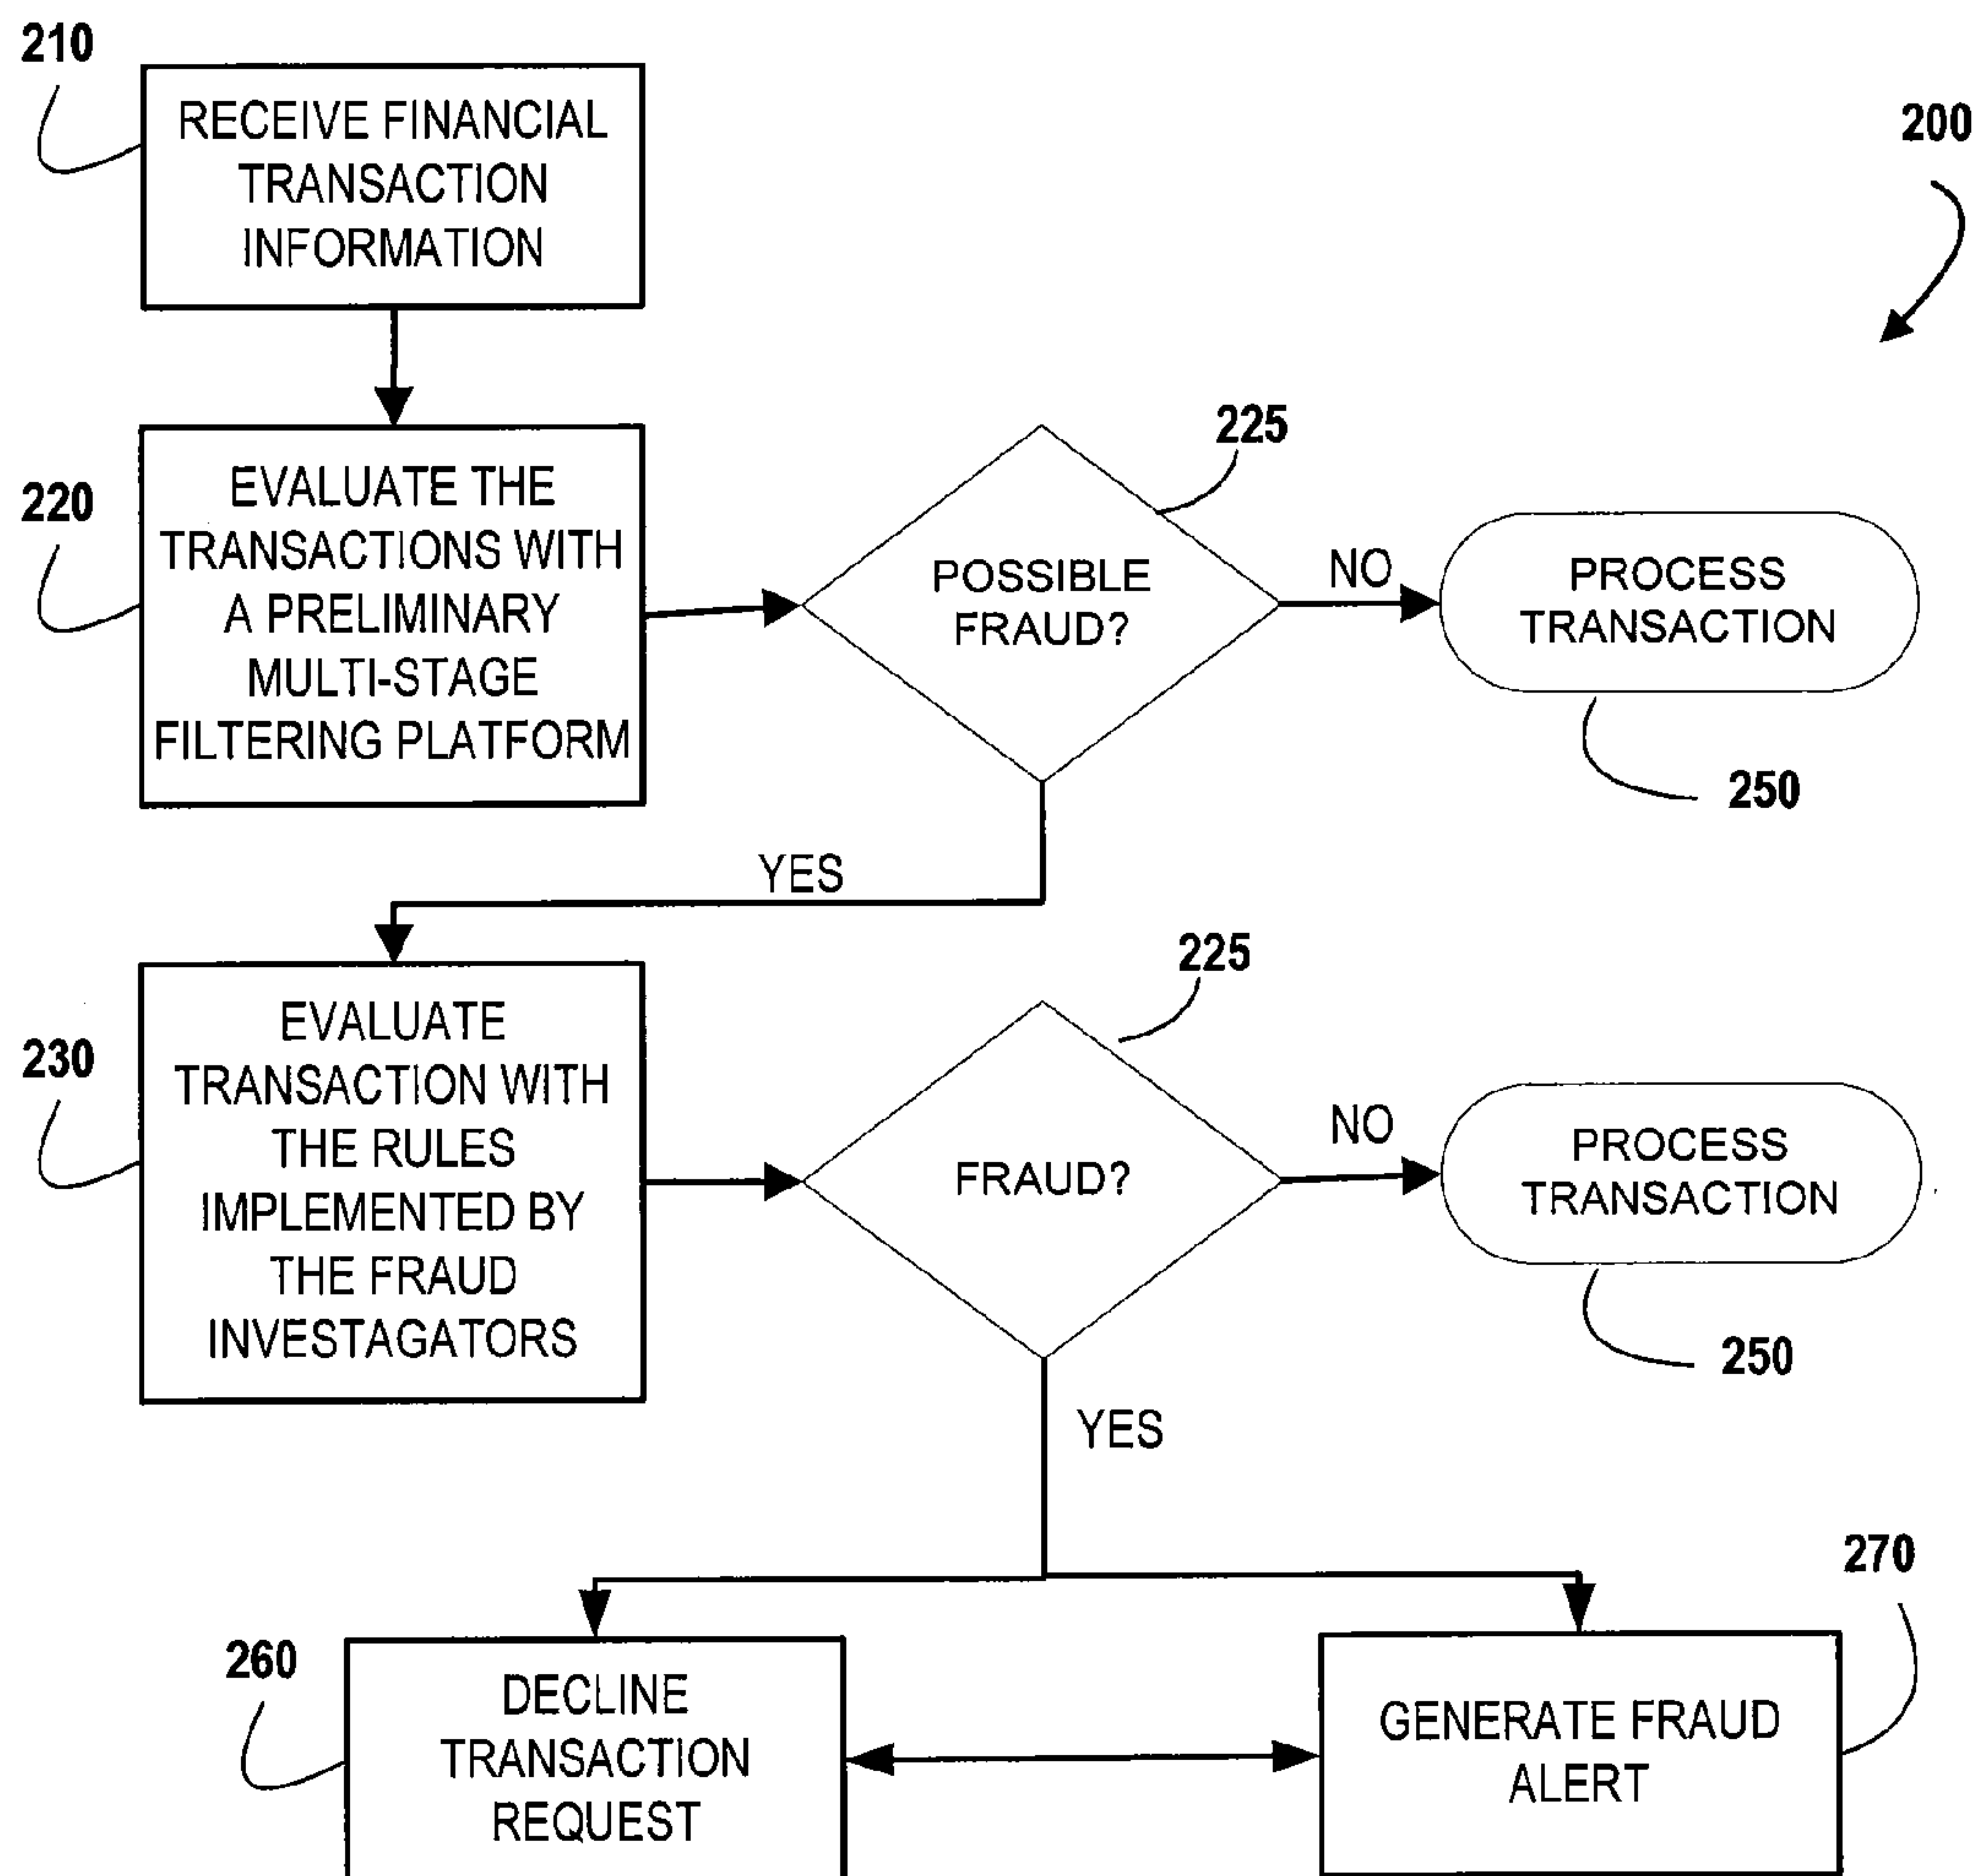 210
RECEIVE FINANCIAL
TRANSACTION
INFORMATION
200
220
EVALUATE THE
TRANSACTIONS WITH
A PRELIMINARY
MULTI-STAGE
FILTERING PLATFORM
225
POSSIBLE
FRAUD?
NO
PROCESS
TRANSACTION
250
YES
230
EVALUATE
TRANSACTION WITH
THE RULES
IMPLEMENTED BY
THE FRAUD
INVESTAGATORS
225
FRAUD?
NO
PROCESS
TRANSACTION
250
YES
260
DECLINE
TRANSACTION
REQUEST
270
GENERATE FRAUD
ALERT